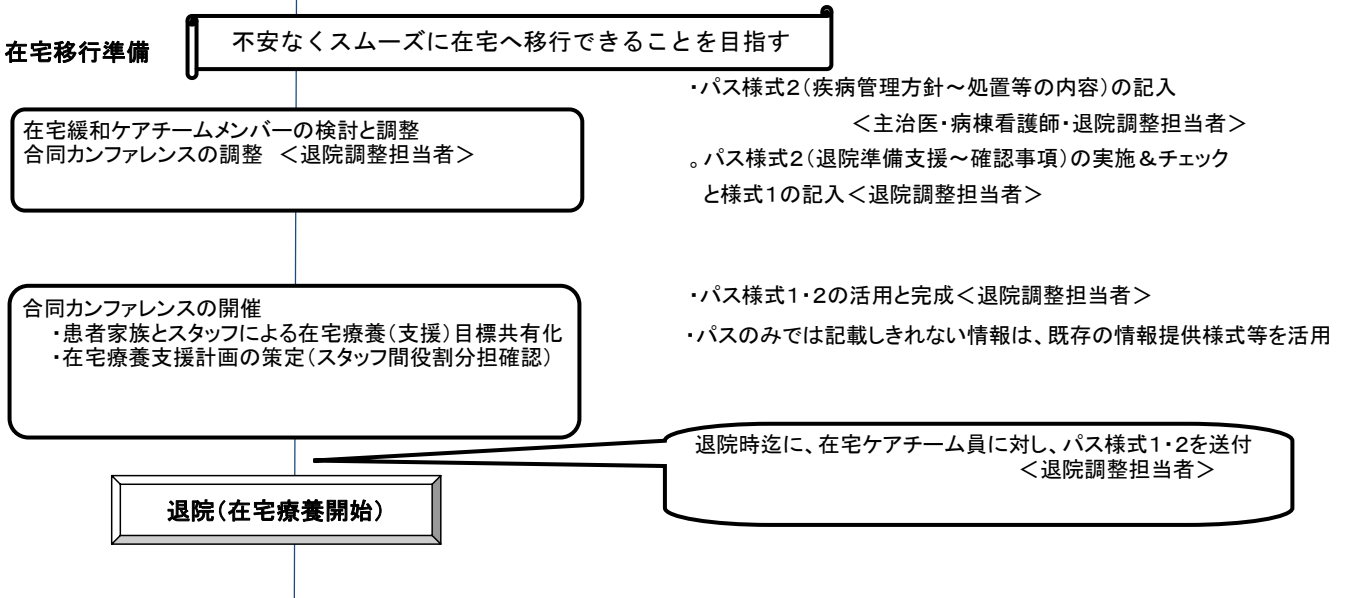 不安なくスムーズに在宅へ移行できることを目指す
在宅移行準備
・パス様式2(疾病管理方針~処置等の内容)の記入
<主治医・病棟看護師・退院調整担当者>
在宅緩和ケアチームメンバーの検討と調整
合同カンファレンスの調整 <退院調整担当者>
。パス様式2(退院準備支援~確認事項)の実施&チェック
と様式1の記入<退院調整担当者>
合同カンファレンスの開催
・患者家族とスタッフによる在宅療養(支援)目標共有化
・在宅療養支援計画の策定(スタッフ間役割分担確認)
・パス様式1・2の活用と完成<退院調整担当者>
・パスのみでは記載しきれない情報は、既存の情報提供様式等を活用
退院時迄に、在宅ケアチーム員に対し、パス様式1・2を送付
<退院調整担当者>
退院(在宅療養開始)